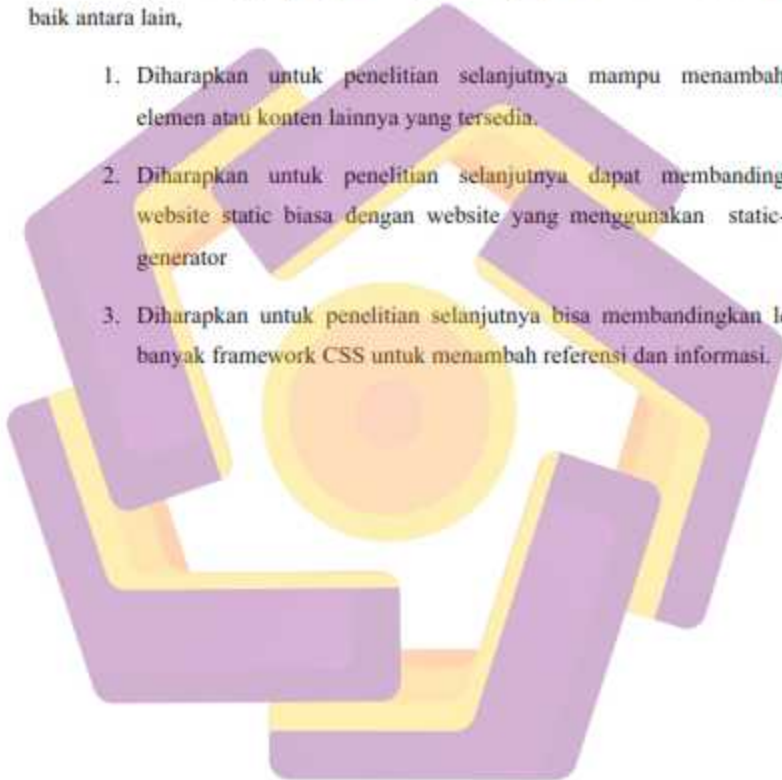 baik antara lain,
1. Diharapkan untuk penelitian selanjutnya mampu menambah
elemen atau konten lainnya yang tersedia.
2. Diharapkan untuk penelitian selanjutnya dapat membanding
website static biasa dengan website yang menggunakan static-
generator
3. Diharapkan untuk penelitian selanjutnya bisa membandingkan
banyak framework CSS untuk menambah referensi dan informasi.